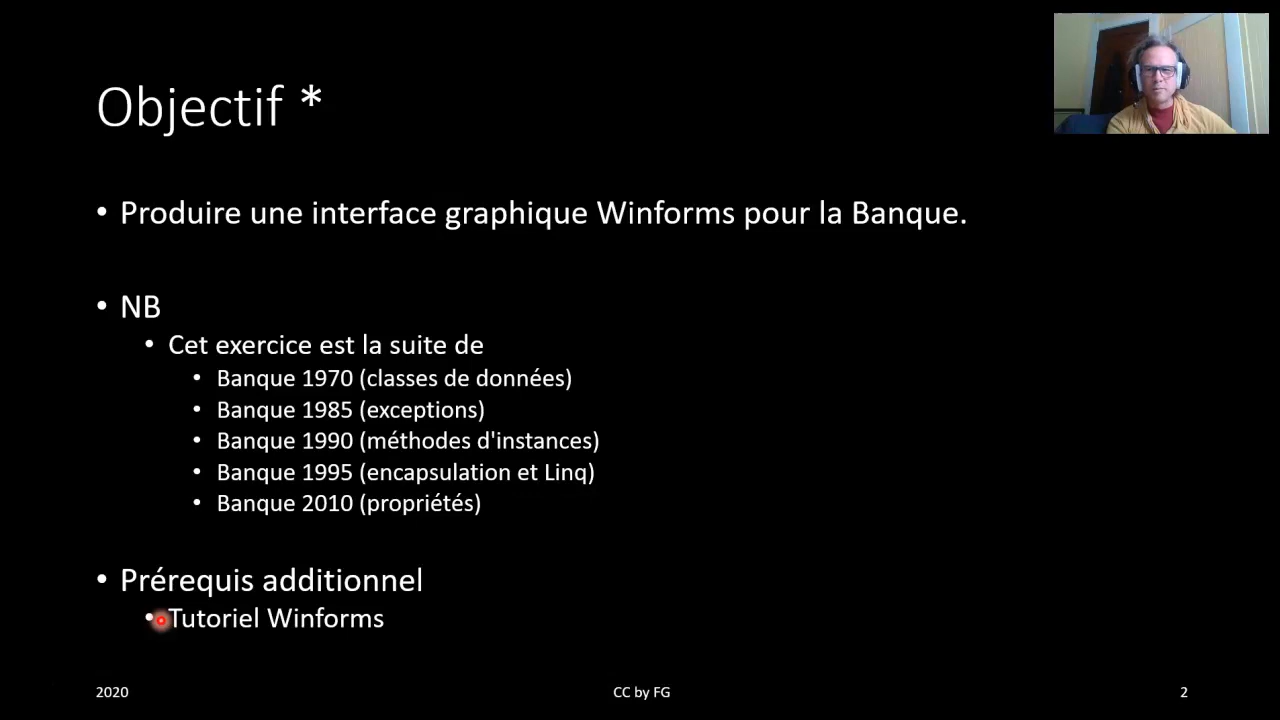 Objectif *
• Produire une interface graphique Winforms pour la Banque.
• NB
• Cet exercice est la suite de
• Banque 1970 (classes de données)
• Banque 1985 (exceptions)
• Banque 1990 (méthodes d'instances)
• Banque 1995 (encapsulation et Linq)
• Banque 2010 (propriétés)
• Prérequis additionnel
• Tutoriel Winforms
2020 CC by FG 2